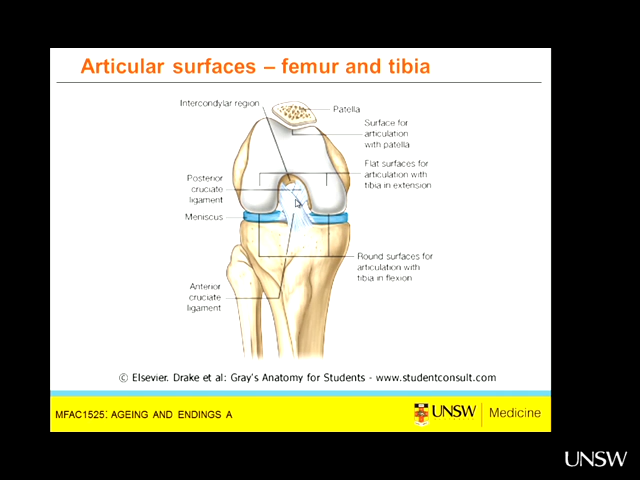 Articular surfaces – femur and tibia
Intercondylar region
Patella
Surface for
articulation
with patella
Flat surfaces for
articulation with
tibia in extension
Posterior
cruciate
ligament
Meniscus
Round surfaces for
articulation with
tibia in flexion
Anterior
cruciate
ligament
© Elsevier. Drake et al: Gray's Anatomy for Students - www.studentconsult.com
MFAC1525: AGEING AND ENDINGS A
UNSW Medicine
UNSW